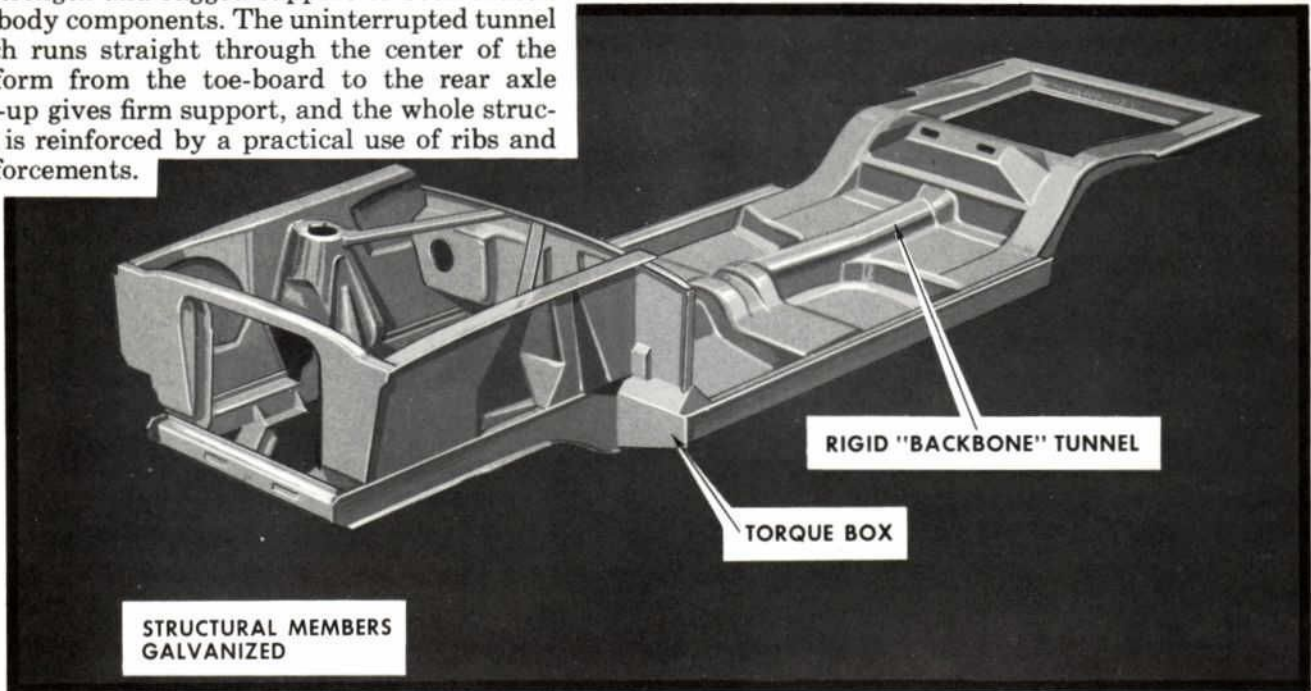 body components. The uninterrupted tunnel
runs straight through the center of the
from the toe-board to the rear axle
-up gives firm support, and the whole struc-
is reinforced by a practical use of ribs and
RIGID "BACKBONE" TUNNEL
TORQUE BOX
STRUCTURAL MEMBERS
GALVANIZED